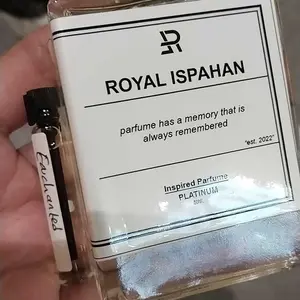 ROYAL ISPAHAN
parfume has a memory that is
always remembered
"est. 2022"
Inspired Parfume
PLATINUM
Enchanted